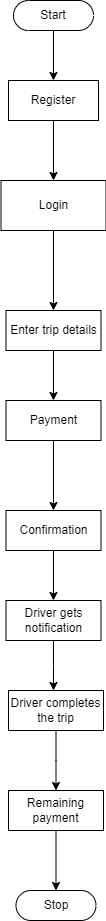 Start
Register
Login
Enter trip details
Payment
Confirmation
Driver gets
notification
Driver completes
the trip
Remaining
payment
Stop